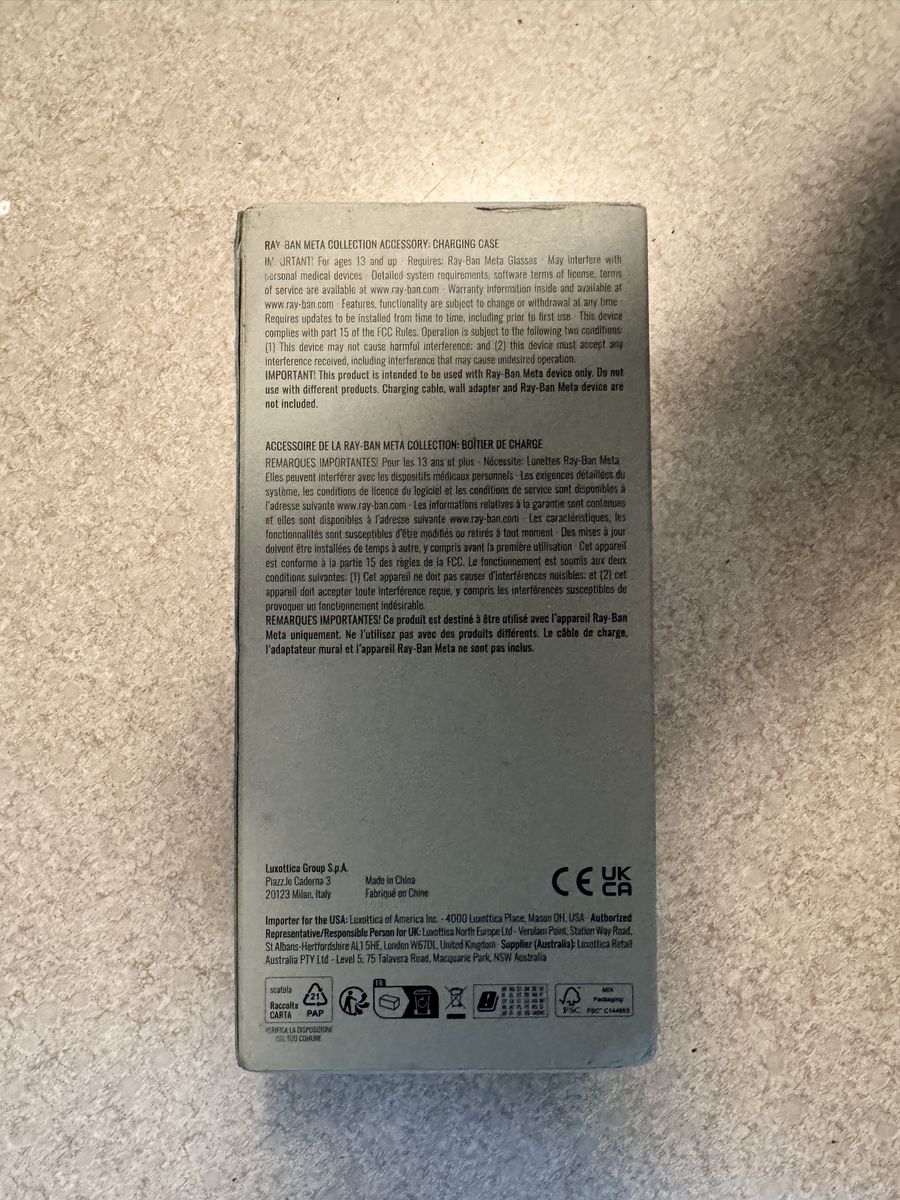 RAY-BAN META COLLECTION ACCESSORY: CHARGING CASE
IM ORTANT! For ages 13 and up · Requires: Ray-Ban Meta Glasses · May interfere with
personal medical devices · Detailed system requirements, software terms of license, terms
of service are available at www.ray-ban.com · Warranty information inside and available at
www.ray-ban.com · Features, functionality are subject to change or withdrawal at any time ·
Requires updates to be installed from time to time, including prior to first use · This device
complies with part 15 of the FCC Rules. Operation is subject to the following two conditions:
(1) This device may not cause harmful interference; and (2) this device must accept any
interference received, including interference that may cause undesired operation.
IMPORTANT! This product is intended to be used with Ray-Ban Meta device only. Do not
use with different products. Charging cable, wall adapter and Ray-Ban Meta device are
not included.
ACCESSOIRE DE LA RAY-BAN META COLLECTION: BOÎTIER DE CHARGE
REMARQUES IMPORTANTES! Pour les 13 ans et plus · Nécessite: Lunettes Ray-Ban Meta
Elles peuvent interférer avec les dispositifs médicaux personnels · Les exigences détaillées du
système, les conditions de licence du logiciel et les conditions de service sont disponibles à
l'adresse suivante www.ray-ban.com · Les informations relatives à la garantie sont contenues
et elles sont disponibles à l'adresse suivante www.ray-ban.com · Les caractéristiques, les
fonctionnalités sont susceptibles d'être modifiés ou retirés à tout moment · Des mises à jour
doivent être installées de temps à autre, y compris avant la première utilisation · Cet appareil
est conforme à la partie 15 des règles de la FCC. Le fonctionnement est soumis aux deux
conditions suivantes: (1) Cet appareil ne doit pas causer d'interférences nuisibles; et (2) cet
appareil doit accepter toute interférence reçue, y compris les interférences susceptibles de
provoquer un fonctionnement indésirable.
REMARQUES IMPORTANTES! Ce produit est destiné à être utilisé avec l'appareil Ray-Ban
Meta uniquement. Ne l'utilisez pas avec des produits différents. Le câble de charge,
l'adaptateur mural et l'appareil Ray-Ban Meta ne sont pas inclus.
Luxottica Group S.p.A.
Piazz.le Cadorna 3
20123 Milan, Italy
Made in China
Fabriqué en Chine
CE UK
CA
Importer for the USA: Luxottica of America Inc. - 4000 Luxottica Place, Mason OH, USA · Authorized
Representative/Responsible Person for UK: Luxottica North Europe Ltd - Verulam Point, Station Way Road,
St Albans-Hertfordshire AL1 5HE, London W67DL, United Kingdom · Supplier (Australia): Luxottica Retail
Australia PTY Ltd - Level 5, 75 Talavera Road, Macquarie Park, NSW Australia
scatola
Raccolta
CARTA
21
PAP
FR
FSC
MIX
Packaging
FSC® C144853
VERIFICA LA DISPOSIZIONE
DEL TUO COMUNE